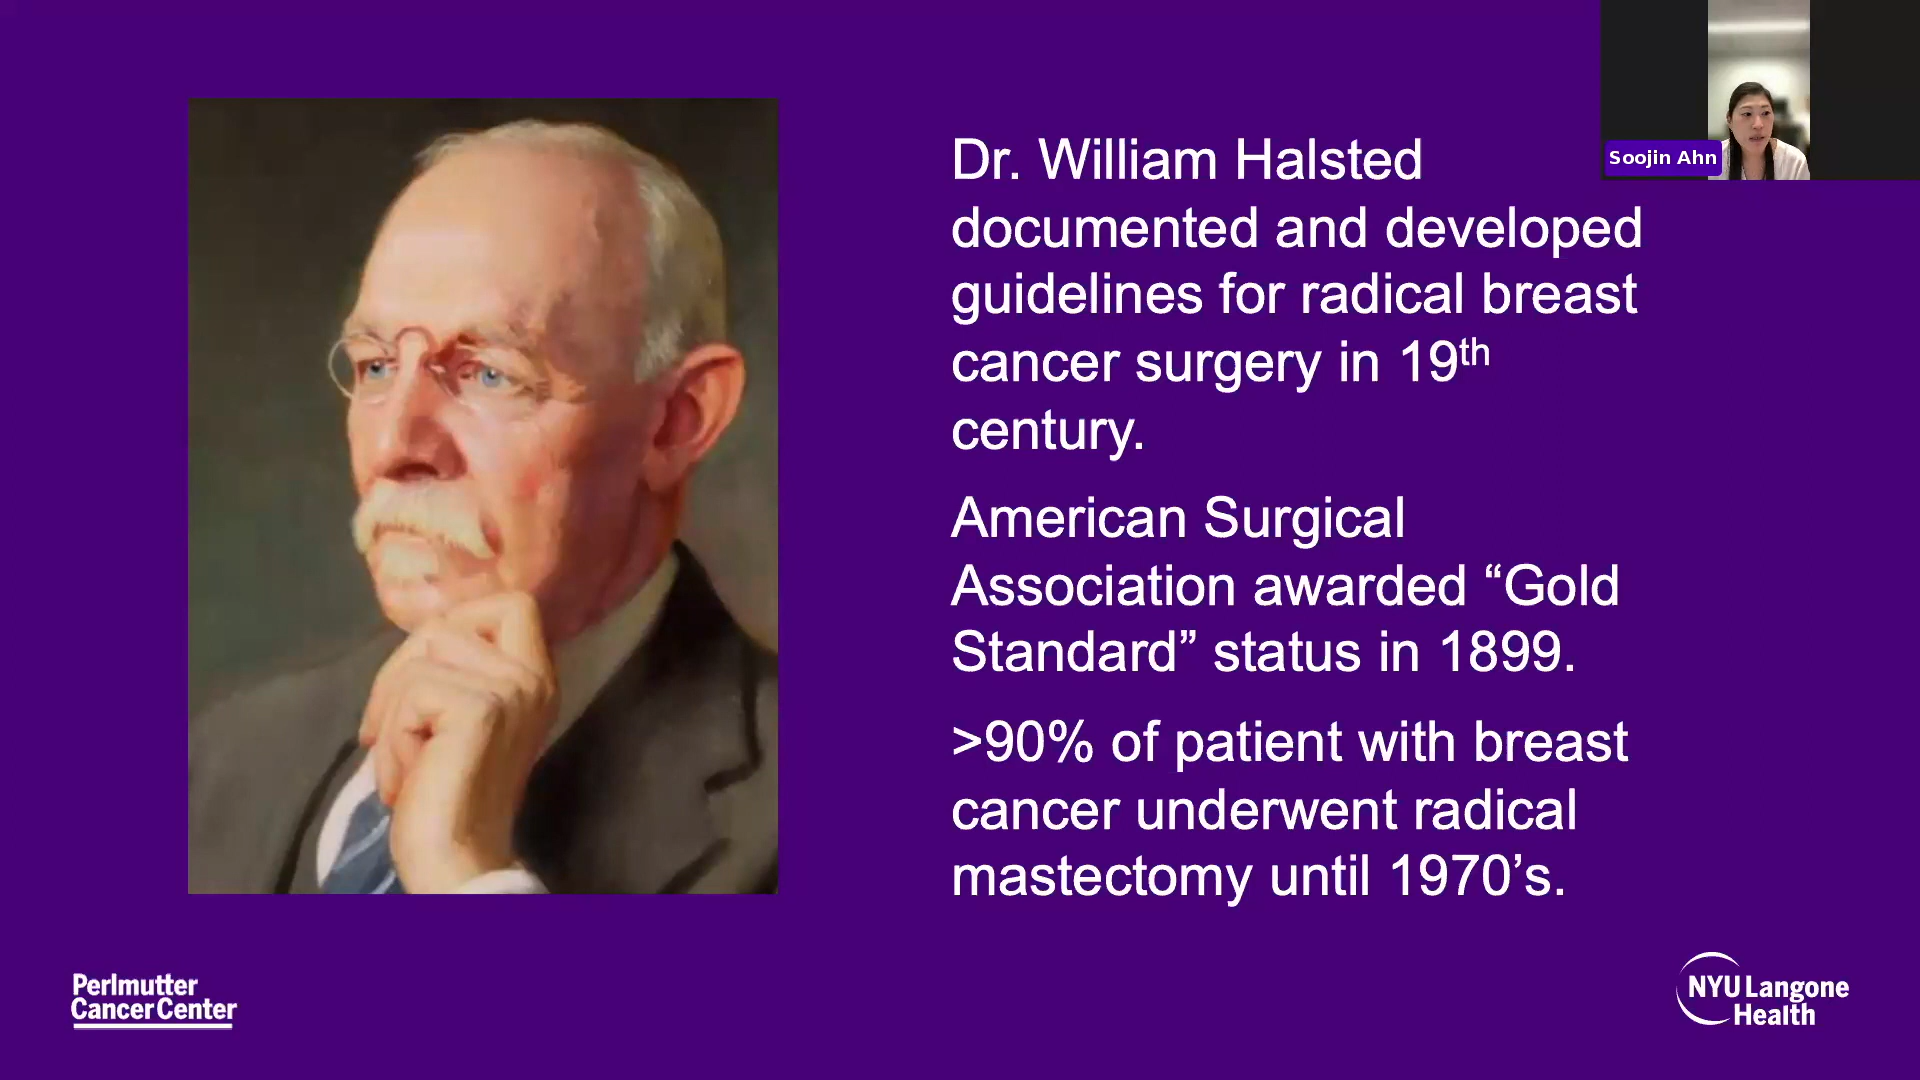 Dr. William Halsted
documented and developed
guidelines for radical breast
cancer surgery in 19th
century.
American Surgical
Association awarded “Gold
Standard” status in 1899.
>90% of patient with breast
cancer underwent radical
mastectomy until 1970’s.
Soojin Ahn
Perlmutter
Cancer Center
NYU Langone
Health